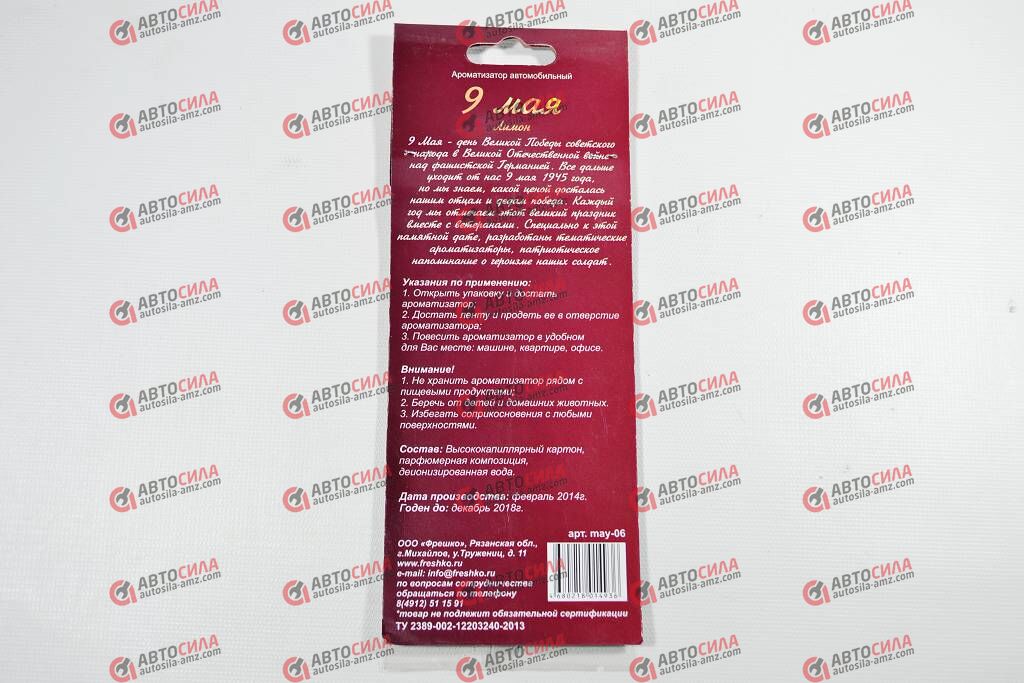 Ароматизатор автомобильный
9 мая
Лимон
9 Мая - день Великой Победы советского
народа в Великой Отечественной войне
над фашистской Германией. Все дальше
уходит от нас 9 мая 1945 года,
но мы знаем, какой ценой досталась
нашим отцам и дедам победа. Каждый
год мы отмечаем этот великий праздник
вместе с ветеранами. Специально к этой
памятной дате, разработаны тематические
ароматизаторы, патриотическое
напоминание о героизме наших солдат.
Указания по применению:
1. Открыть упаковку и достать
ароматизатор;
2. Достать ленту и продеть ее в отверстие
ароматизатора;
3. Повесить ароматизатор в удобном
для Вас месте: машине, квартире, офисе.
Внимание!
1. Не хранить ароматизатор рядом с
пищевыми продуктами;
2. Беречь от детей и домашних животных.
3. Избегать соприкосновения с любыми
поверхностями.
Состав: Высококапиллярный картон,
парфюмерная композиция,
деионизированная вода.
Дата производства: февраль 2014г.
Годен до: декабрь 2018г.
арт. may-06
ООО «Фрешко», Рязанская обл.,
г.Михайлов, у.Тружениц, д. 11
www.freshko.ru
e-mail: info@freshko.ru
по вопросам сотрудничества
обращаться по телефону
8(4912) 51 15 91
4 680218 014936
*товар не подлежит обязательной сертификации
ТУ 2389-002-12203240-2013
АВТОСИЛА
autosila-amz.com